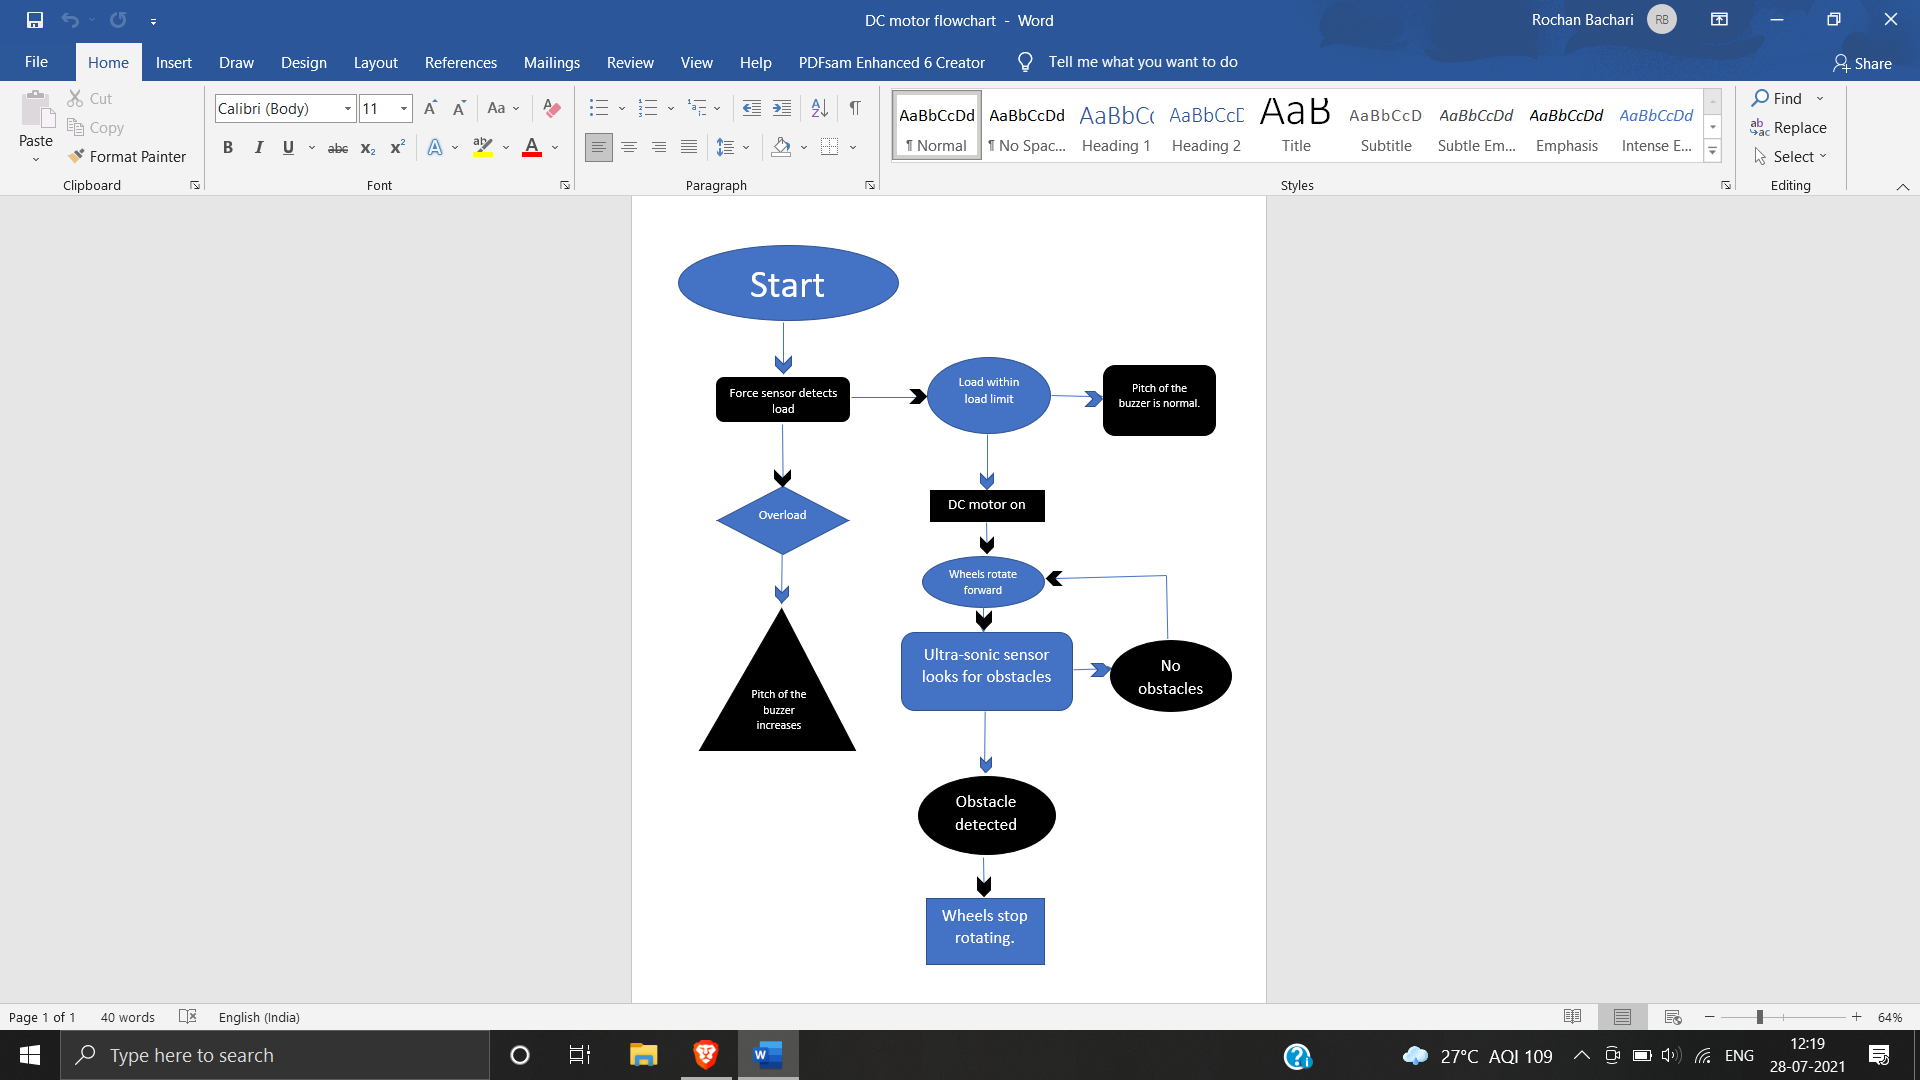 DC motor flowchart - Word
Rochan Bachari
RB
File
Home
Insert
Draw
Design
Layout
References
Mailings
Review
View
Help
PDFsam Enhanced 6 Creator
Tell me what you want to do
Share
Paste
Cut
Copy
Format Painter
Clipboard
Calibri (Body)
11
Aa
B I U abc x₂ x² A ab A
Font
Paragraph
AaBbCcDd
¶ Normal
AaBbCcDd
¶ No Spac...
AaBbCc
Heading 1
AaBbCcD
Heading 2
AaB
Title
AaBbCcD
Subtitle
AaBbCcDd
Subtle Em...
AaBbCcDd
Emphasis
AaBbCcDd
Intense E...
Styles
Find
Replace
Select
Editing
Start
Force sensor detects
load
Load within
load limit
Pitch of the
buzzer is normal.
Overload
DC motor on
Wheels rotate
forward
Pitch of the
buzzer
increases
Ultra-sonic sensor
looks for obstacles
No
obstacles
Obstacle
detected
Wheels stop
rotating.
Page 1 of 1
40 words
English (India)
64%
Type here to search
27°C AQI 109
ENG
12:19
28-07-2021